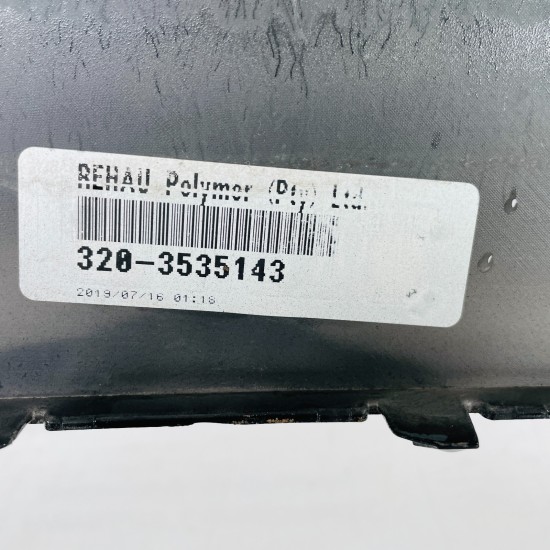 REHAU Polymer (Pty) Ltd.
320-3535143
2019/07/16 01:18